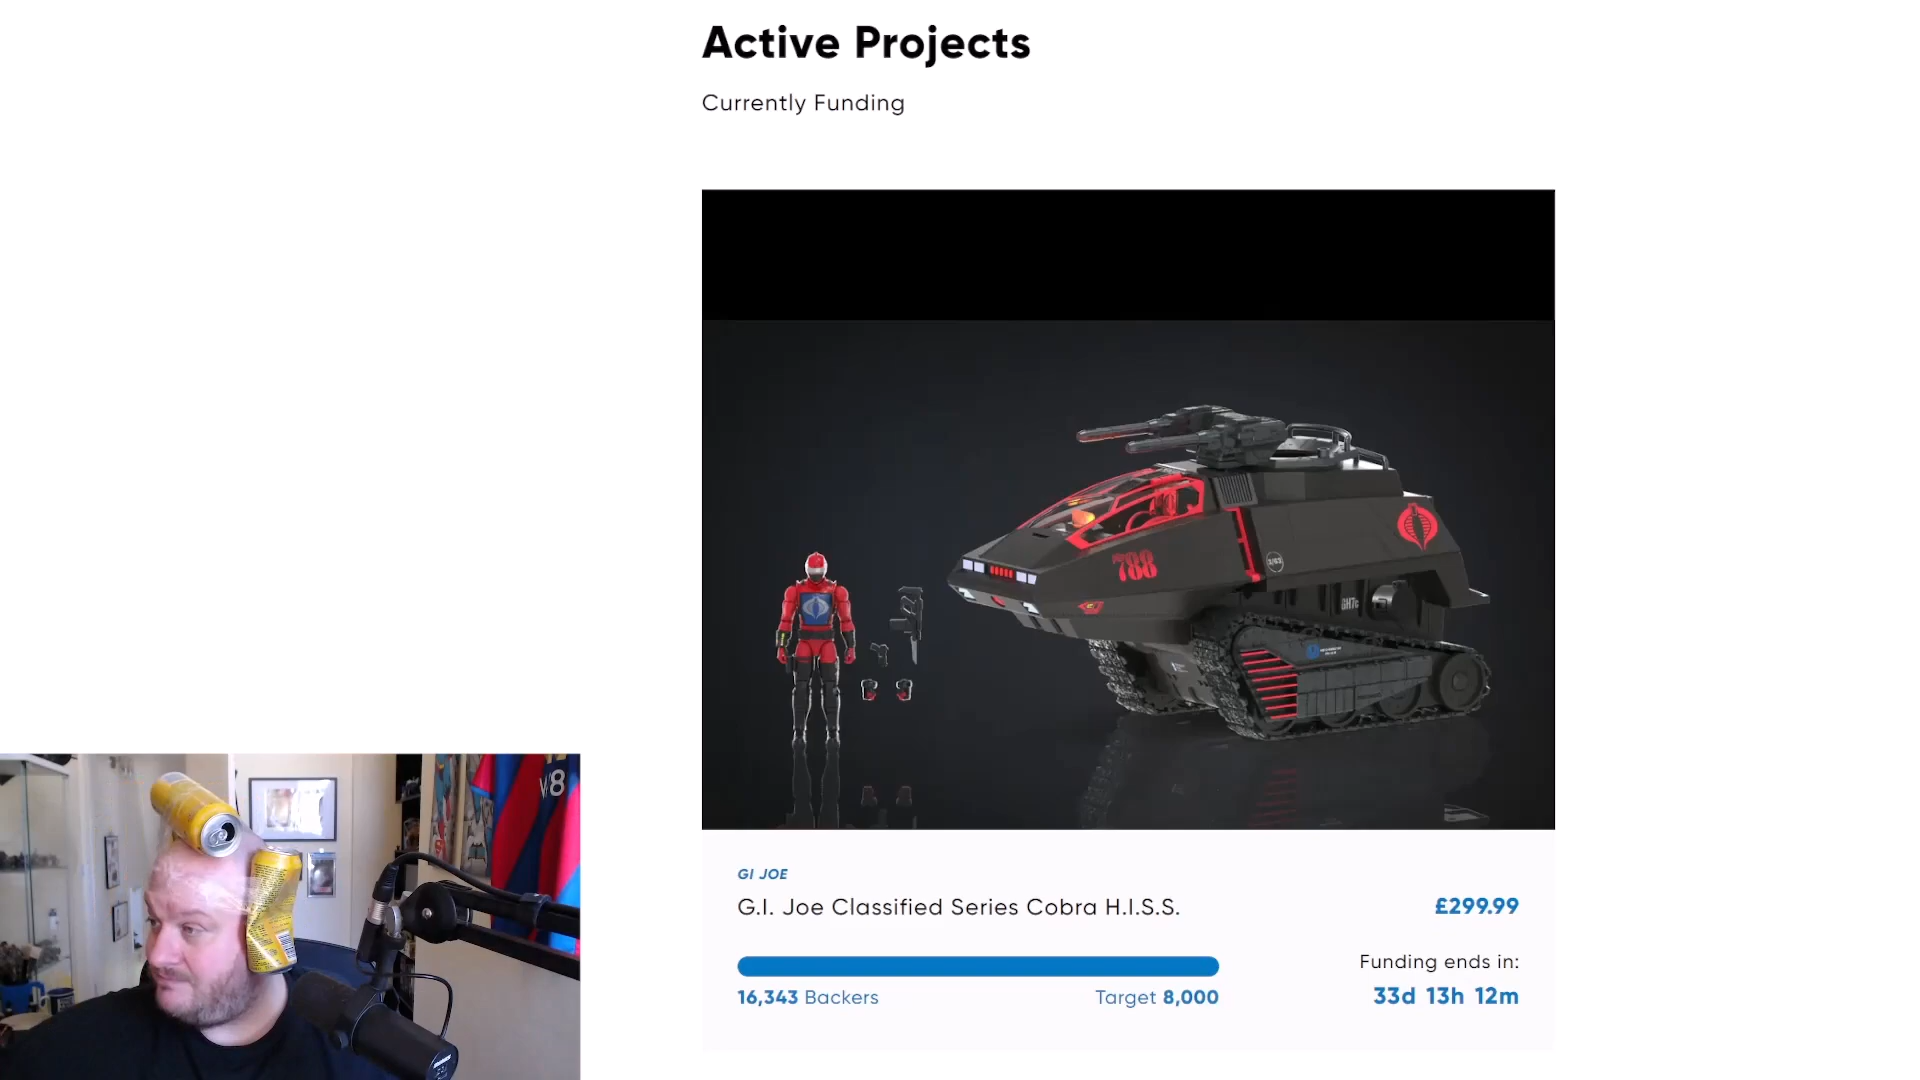 Active Projects
Currently Funding
788
GH7c
V8
GI JOE
G.I. Joe Classified Series Cobra H.I.S.S.
£299.99
Funding ends in:
16,343 Backers
Target 8,000
33d 13h 12m